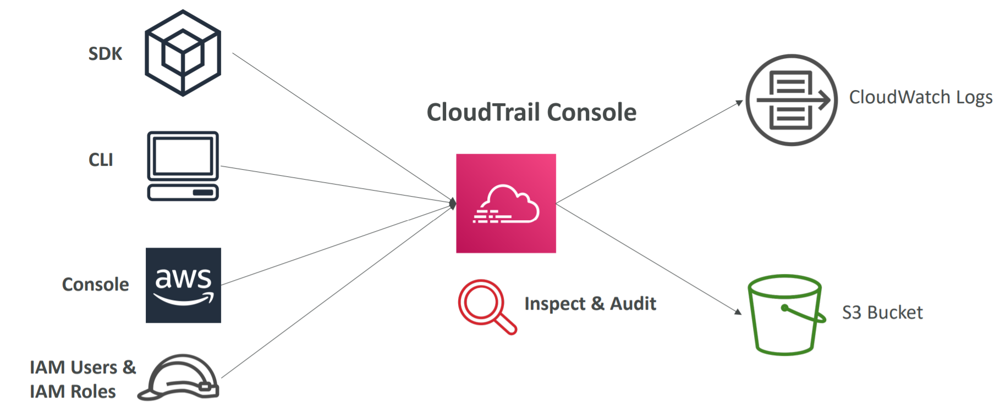 SDK
CLI
Console
aws
IAM Users &
IAM Roles
CloudTrail Console
Inspect & Audit
CloudWatch Logs
S3 Bucket